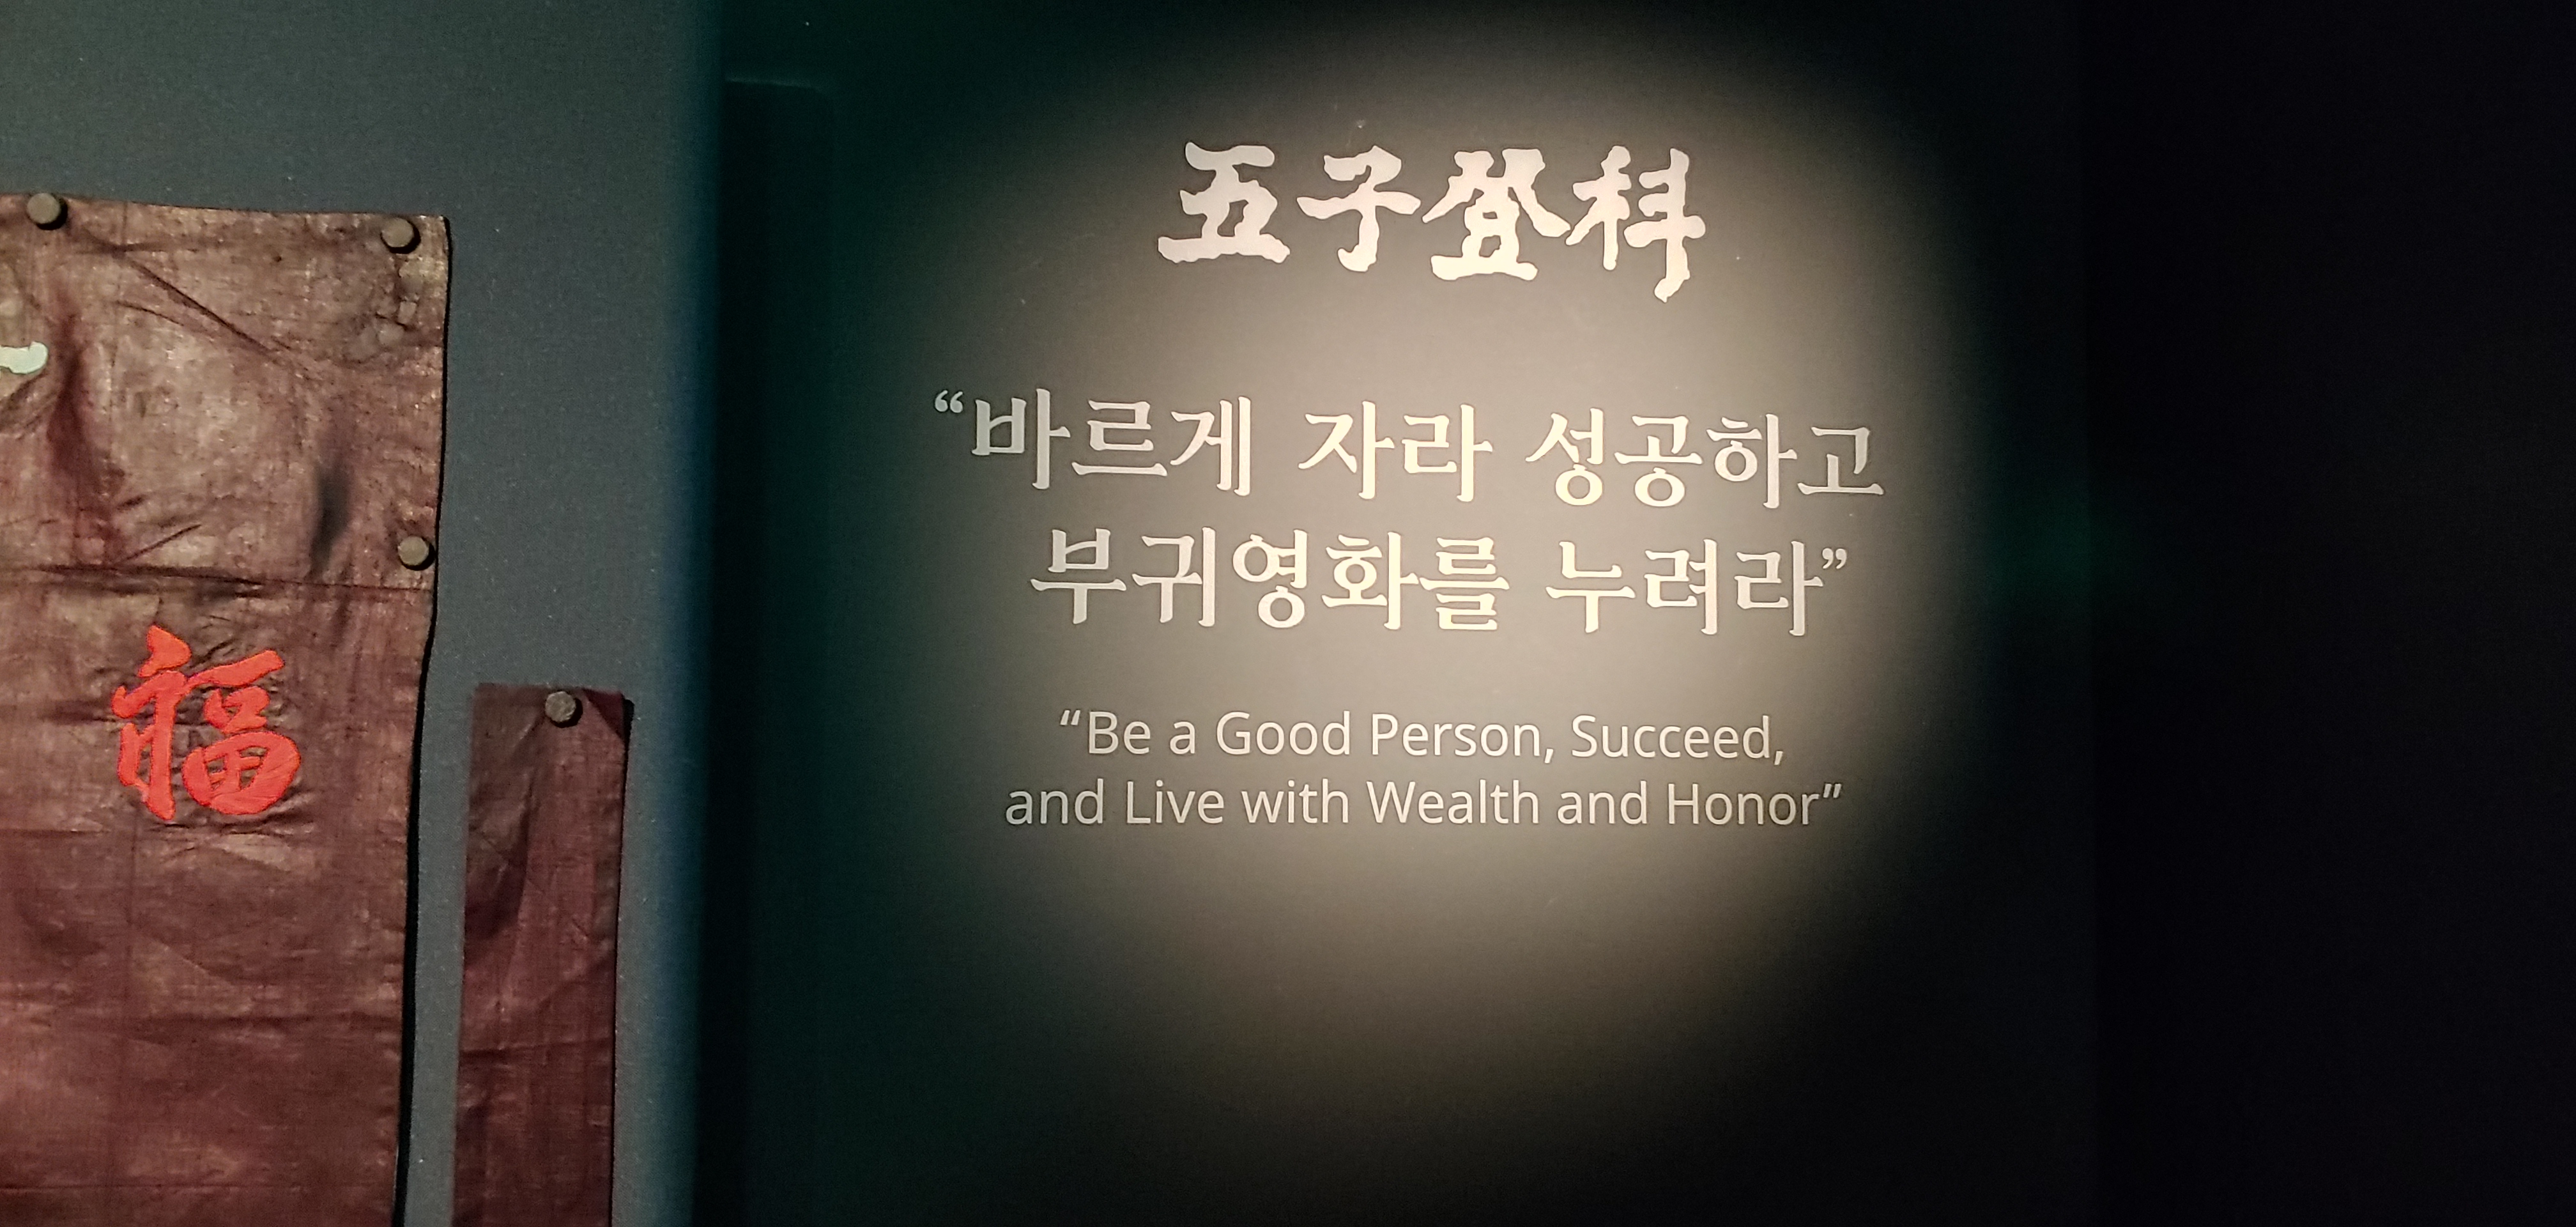 福
五子登科
“바르게 자라 성공하고
부귀영화를 누려라”
“Be a Good Person, Succeed,
and Live with Wealth and Honor”